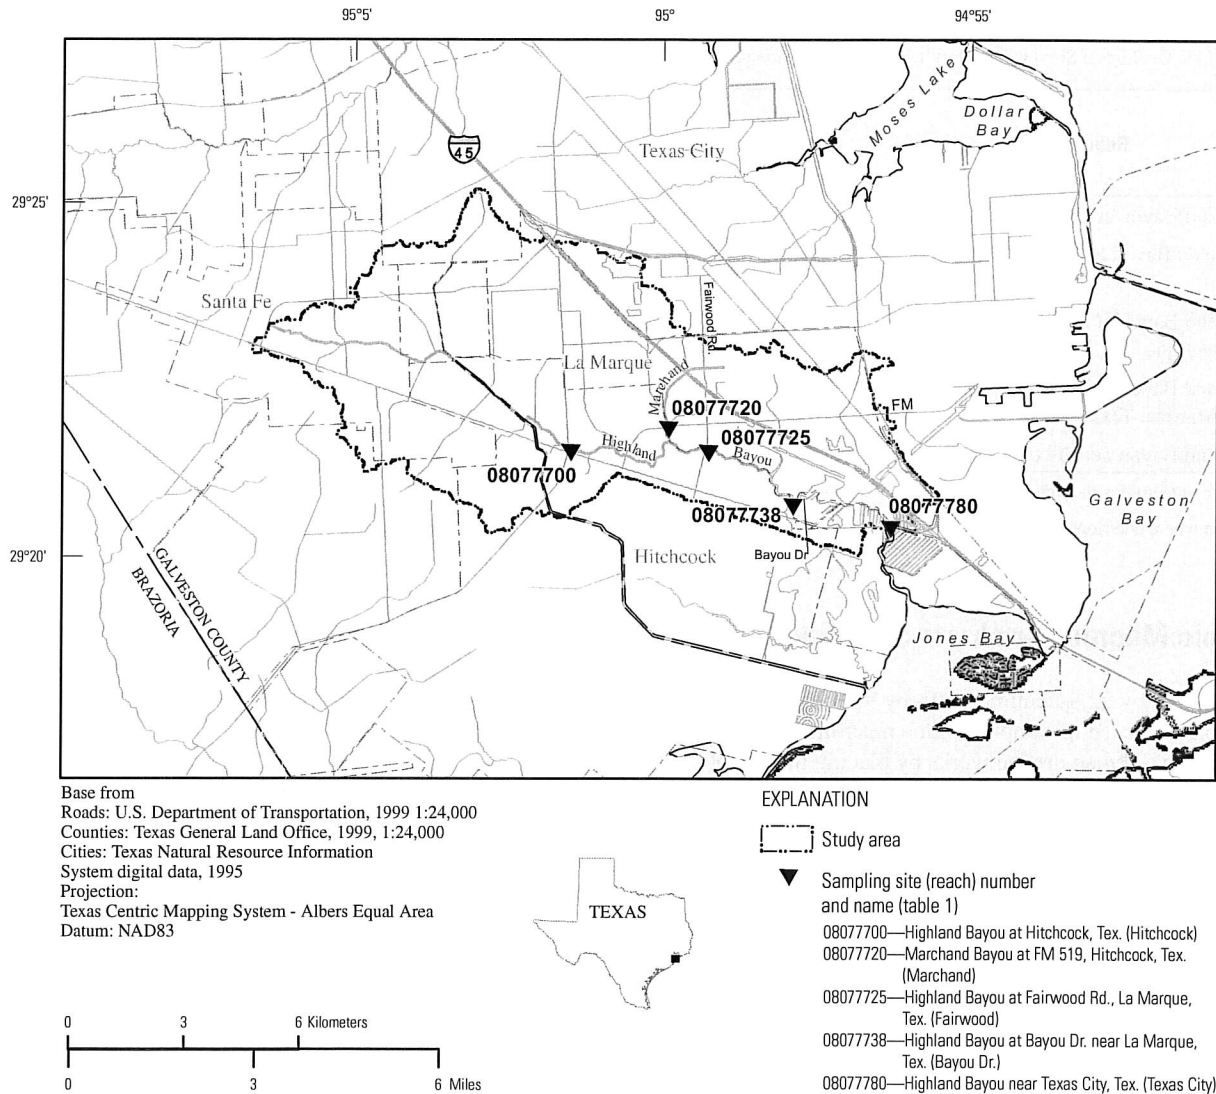 95°5'
95°
94°55'
Moses Lake
Dollar
Bay
45
Texas City
29°25'
Santa Fe
Fairwood Rd.
La Marque
Marchand
FM
08077720
08077725
Highland
Bayou
08077700
08077738
08077780
Galveston
Bay
29°20'
Hitchcock
Bayou Dr
GALVESTON COUNTY
BRAZORIA
Jones Bay
Base from
Roads: U.S. Department of Transportation, 1999 1:24,000
Counties: Texas General Land Office, 1999, 1:24,000
Cities: Texas Natural Resource Information
System digital data, 1995
Projection:
Texas Centric Mapping System - Albers Equal Area
Datum: NAD83
0 3 6 Kilometers
0 3 6 Miles
TEXAS
EXPLANATION
Study area
Sampling site (reach) number
and name (table 1)
08077700—Highland Bayou at Hitchcock, Tex. (Hitchcock)
08077720—Marchand Bayou at FM 519, Hitchcock, Tex.
(Marchand)
08077725—Highland Bayou at Fairwood Rd., La Marque,
Tex. (Fairwood)
08077738—Highland Bayou at Bayou Dr. near La Marque,
Tex. (Bayou Dr.)
08077780—Highland Bayou near Texas City, Tex. (Texas City)